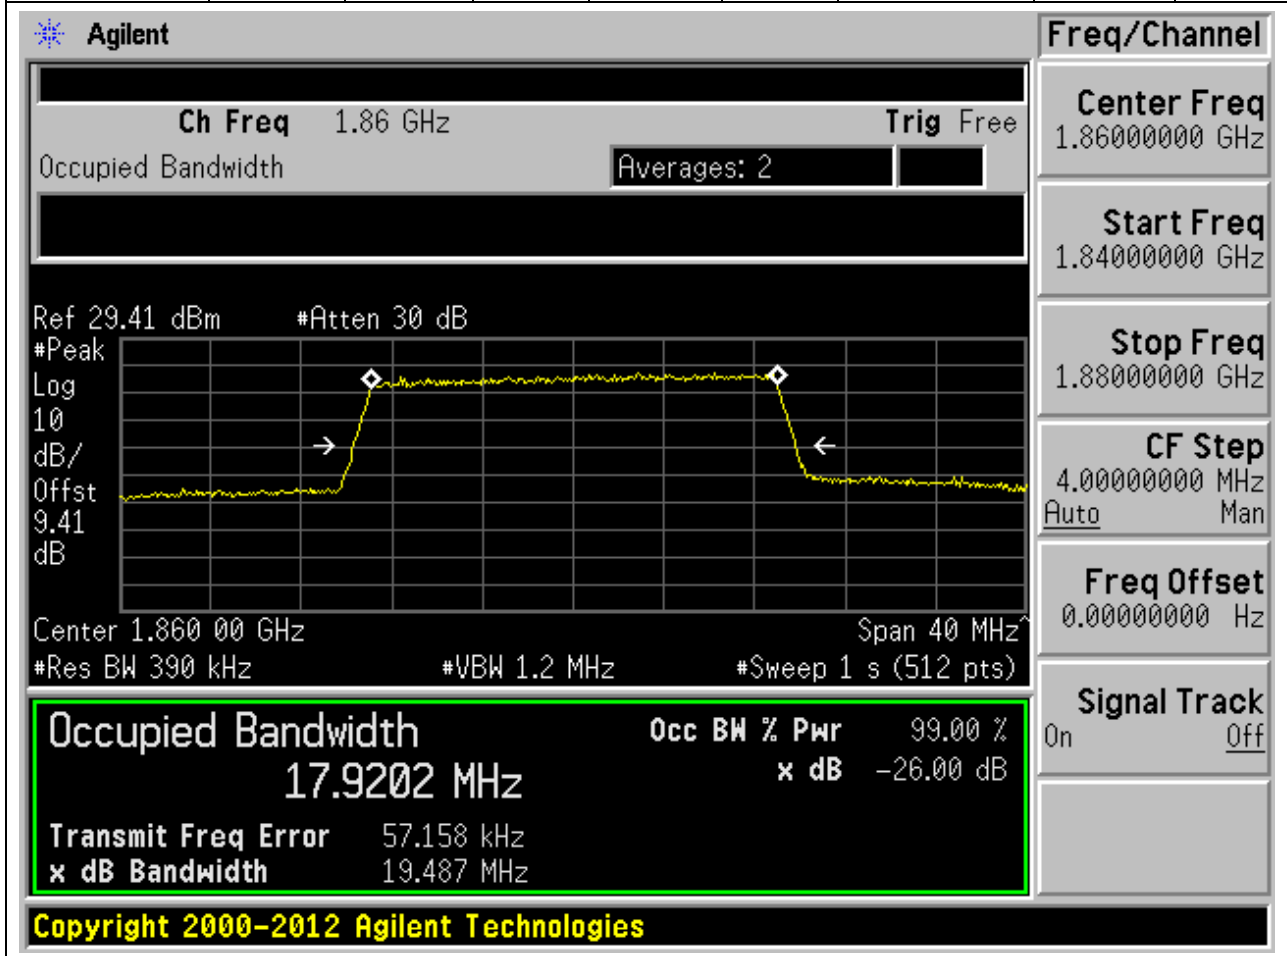 Agilent
Freq/Channel
Ch Freq 1.86 GHz Trig Free
Occupied Bandwidth Averages: 2
Center Freq
1.86000000 GHz
Start Freq
1.84000000 GHz
Stop Freq
1.88000000 GHz
CF Step
4.00000000 MHz
Auto Man
Freq Offset
0.00000000 Hz
Signal Track
On Off
Ref 29.41 dBm #Atten 30 dB
#Peak
Log
10
dB/
Offst
9.41
dB
Center 1.860 00 GHz Span 40 MHz^
#Res BW 390 kHz #VBW 1.2 MHz #Sweep 1 s (512 pts)
Occupied Bandwidth Occ BW % Pwr 99.00 %
17.9202 MHz x dB -26.00 dB
Transmit Freq Error 57.158 kHz
x dB Bandwidth 19.487 MHz
Copyright 2000-2012 Agilent Technologies